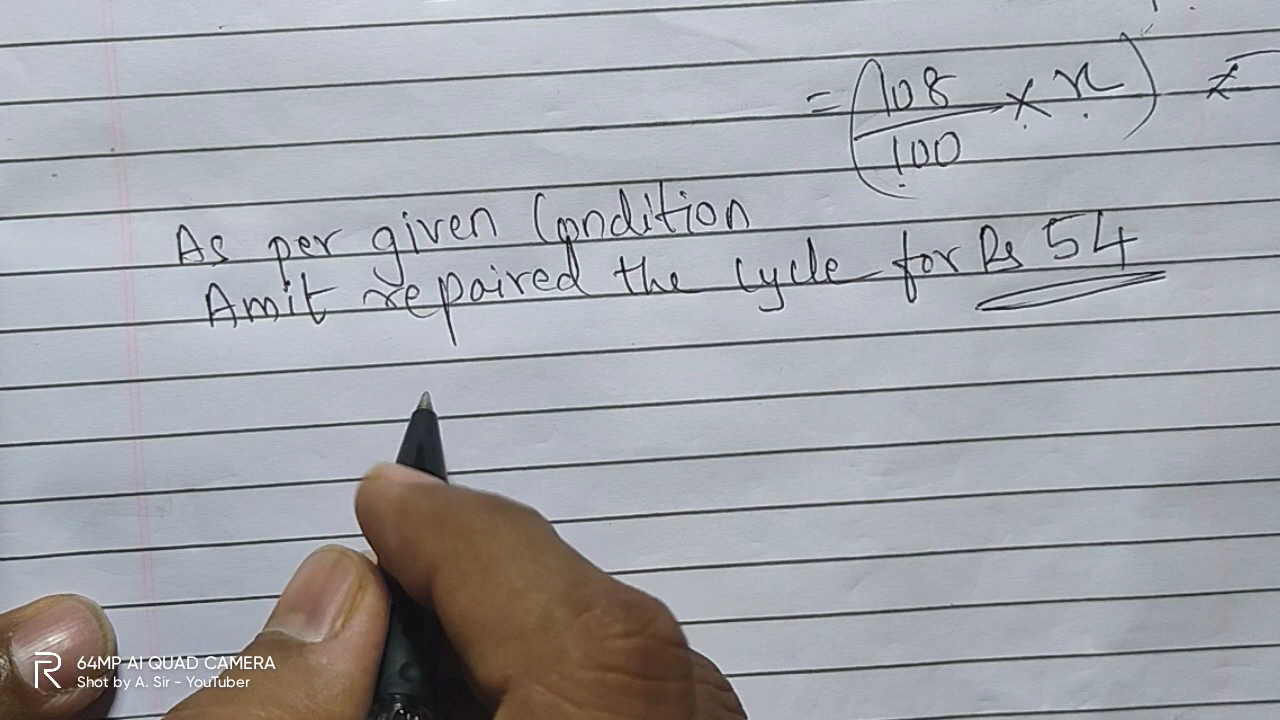 = (108/100 × x) ₹
As per given Condition
Amit repaired the cycle for Rs 54
64MP AI QUAD CAMERA
Shot by A. Sir - YouTuber